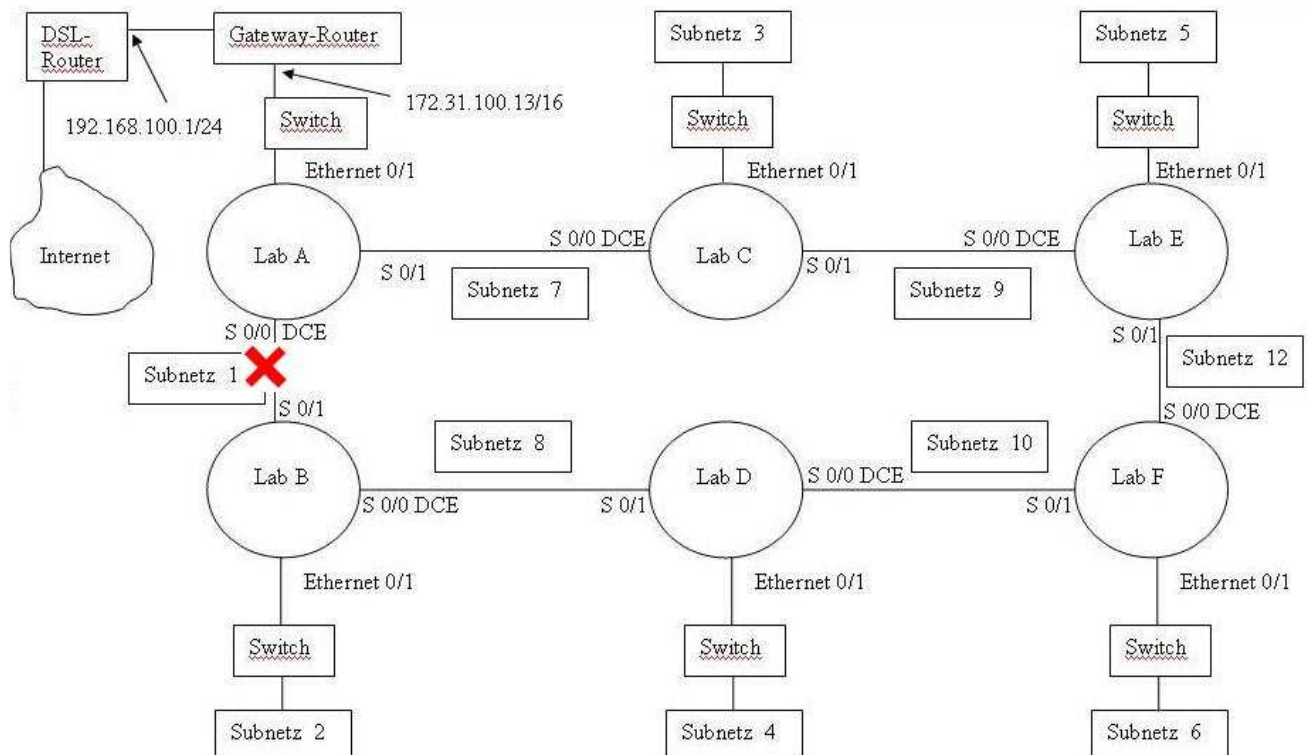 DSL-
Router
Gateway-Router
Subnetz 3
Subnetz 5
192.168.100.1/24
172.31.100.13/16
Switch
Switch
Switch
Ethernet 0/1
Ethernet 0/1
Ethernet 0/1
Internet
Lab A
S 0/1
Subnetz 7
S 0/0 DCE
Lab C
S 0/1
Subnetz 9
S 0/0 DCE
Lab E
S 0/0 DCE
Subnetz 1
S 0/1
S 0/1
Subnetz 12
S 0/0 DCE
Lab B
S 0/0 DCE
Subnetz 8
S 0/1
Lab D
S 0/0 DCE
Subnetz 10
S 0/1
Lab F
Ethernet 0/1
Ethernet 0/1
Ethernet 0/1
Switch
Switch
Switch
Subnetz 2
Subnetz 4
Subnetz 6